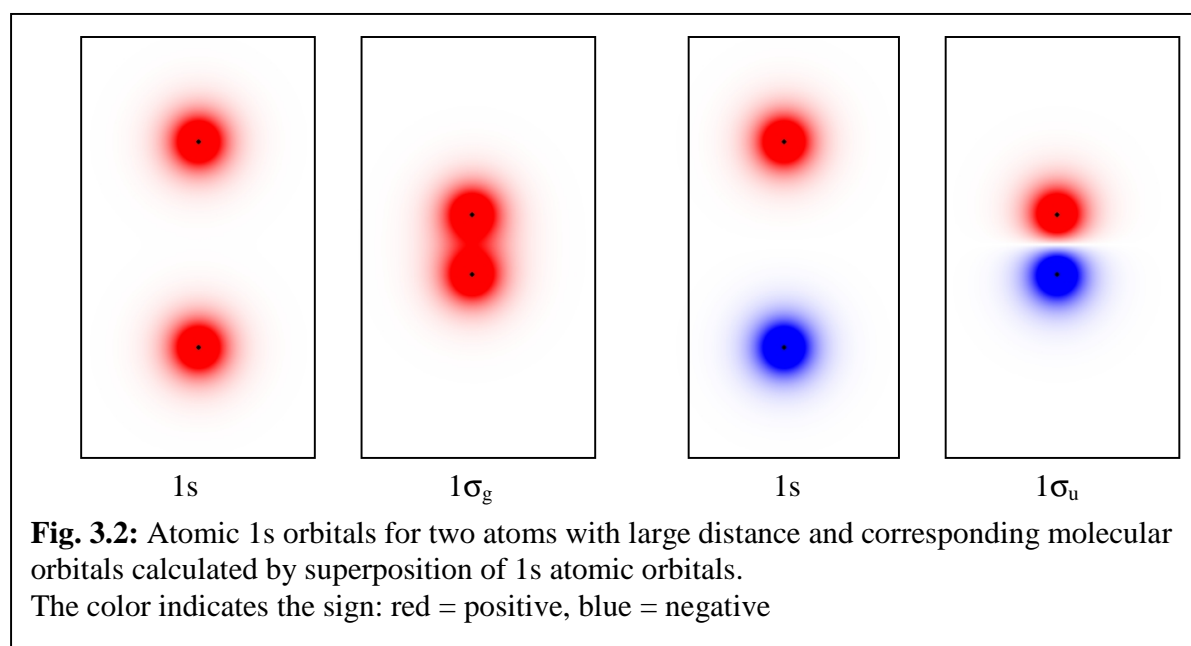 1s 1σg 1s 1σu
Fig. 3.2: Atomic 1s orbitals for two atoms with large distance and corresponding molecular
orbitals calculated by superposition of 1s atomic orbitals.
The color indicates the sign: red = positive, blue = negative